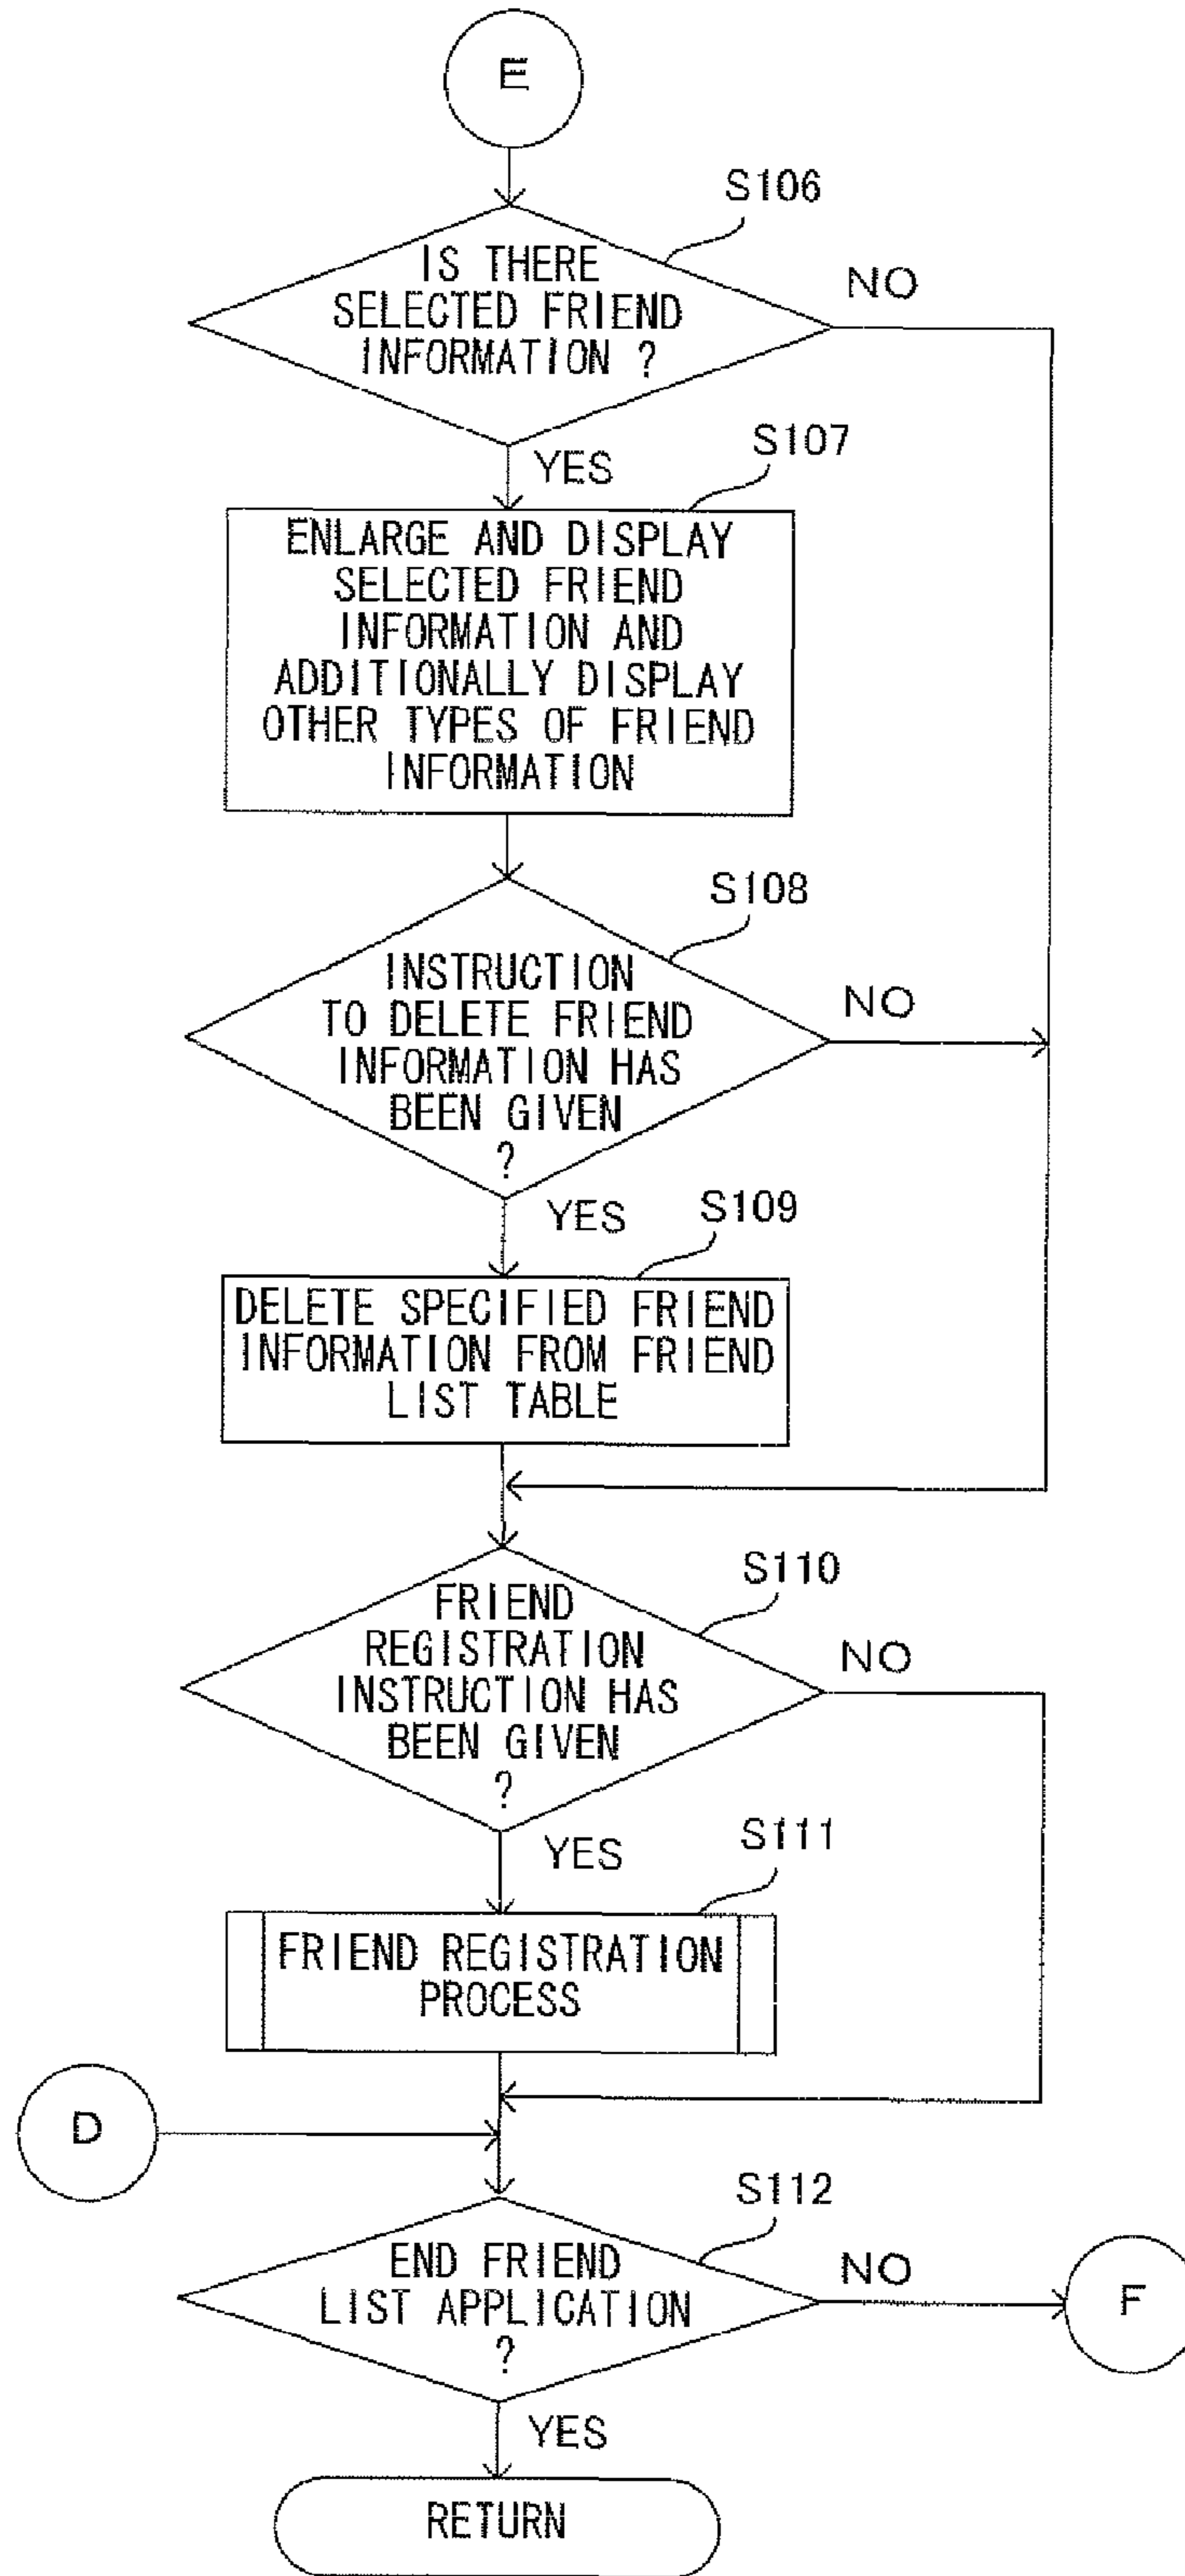 E
S106
IS THERE
SELECTED FRIEND
INFORMATION ?
NO
YES
S107
ENLARGE AND DISPLAY
SELECTED FRIEND
INFORMATION AND
ADDITIONALLY DISPLAY
OTHER TYPES OF FRIEND
INFORMATION
S108
INSTRUCTION
TO DELETE FRIEND
INFORMATION HAS
BEEN GIVEN
?
NO
YES
S109
DELETE SPECIFIED FRIEND
INFORMATION FROM FRIEND
LIST TABLE
S110
FRIEND
REGISTRATION
INSTRUCTION HAS
BEEN GIVEN
?
NO
YES
S111
FRIEND REGISTRATION
PROCESS
D
S112
END FRIEND
LIST APPLICATION
?
NO
F
YES
RETURN